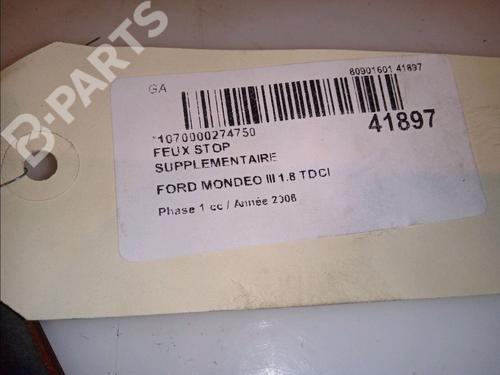 B-PARTS
GA
80901601 41897
*1070000274750
41897
FEUX STOP
SUPPLEMENTAIRE
FORD MONDEO III 1.8 TDCI
Phase 1 cc / Année 2008